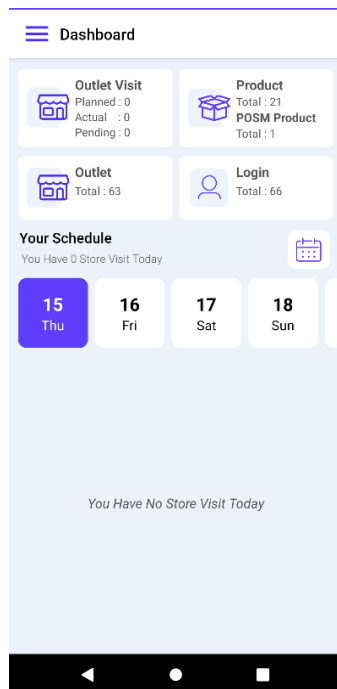 Dashboard
Outlet Visit
Planned : 0
Actual : 0
Pending : 0
Product
Total : 21
POSM Product
Total : 1
Outlet
Total : 63
Login
Total : 66
Your Schedule
You Have 0 Store Visit Today
15
Thu
16
Fri
17
Sat
18
Sun
You Have No Store Visit Today